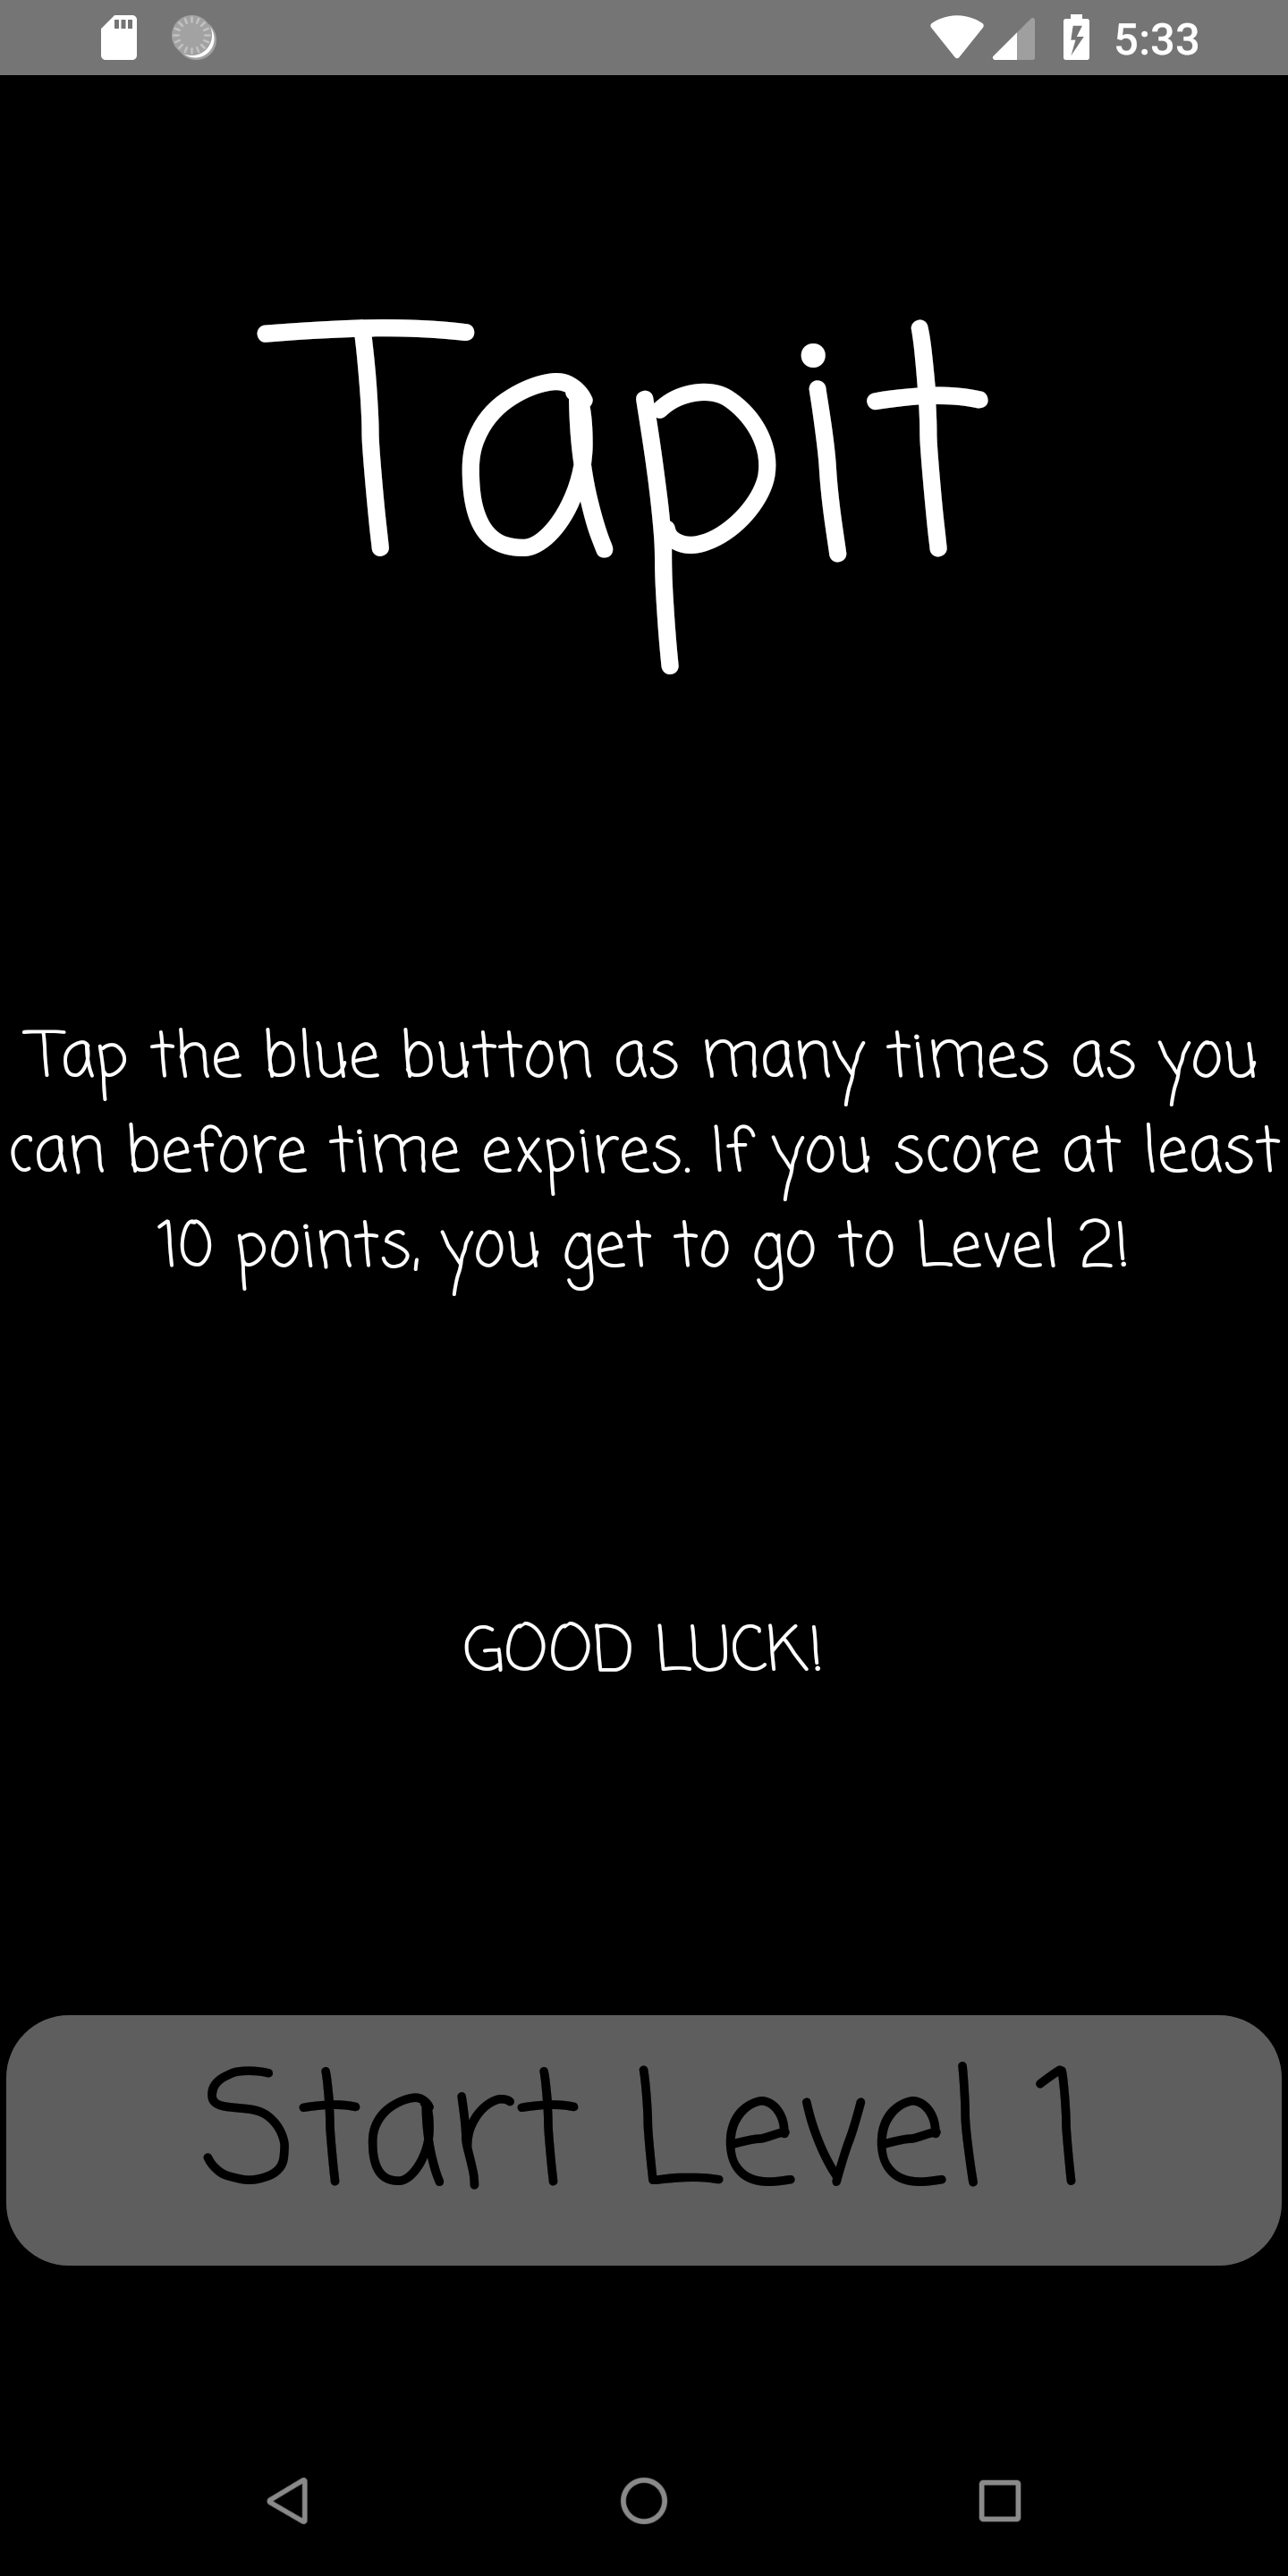 5:33
Tapit
Tap the blue button as many times as you
can before time expires. If you score at least
10 points, you get to go to Level 2!
GOOD LUCK!
Start Level 1